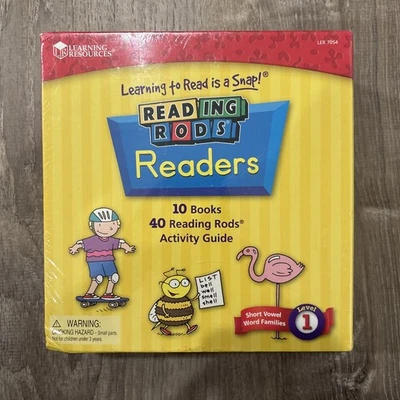 LEARNING
RESOURCES®
LER 7054
Learning to Read is a Snap!®
READING
RODS®
Readers
10 Books
40 Reading Rods®
Activity Guide
LIST
bell
well
smell
shell
Level
1
Short Vowel
Word Families
WARNING:
CHOKING HAZARD - Small parts.
Not for children under 3 years.